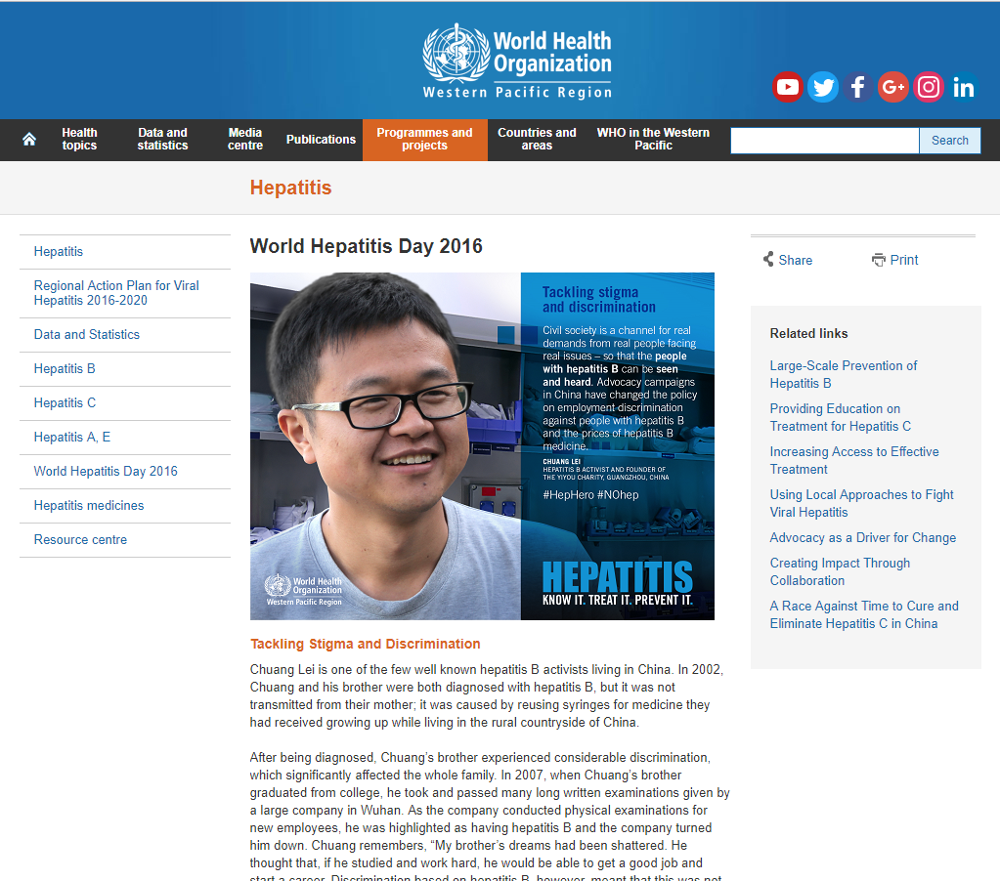 World Health
Organization
Western Pacific Region
Health
topics
Data and
statistics
Media
centre
Publications
Programmes and
projects
Countries and
areas
WHO in the Western
Pacific
Search
Hepatitis
Hepatitis
Regional Action Plan for Viral
Hepatitis 2016-2020
Data and Statistics
Hepatitis B
Hepatitis C
Hepatitis A, E
World Hepatitis Day 2016
Hepatitis medicines
Resource centre
World Hepatitis Day 2016
Tackling stigma
and discrimination
Civil society is a channel for real
demands from real people facing
real issues – so that the people
with hepatitis B can be seen
and heard. Advocacy campaigns
in China have changed the policy
on employment discrimination
against people with hepatitis B
and the prices of hepatitis B
medicine.
CHUANG LEI
HEPATITIS B ACTIVIST AND FOUNDER OF
THE YIYOU CHARITY, GUANGZHOU, CHINA
#HepHero #NOhep
HEPATITIS
KNOW IT. TREAT IT. PREVENT IT.
World Health
Organization
Western Pacific Region
Tackling Stigma and Discrimination
Chuang Lei is one of the few well known hepatitis B activists living in China. In 2002,
Chuang and his brother were both diagnosed with hepatitis B, but it was not
transmitted from their mother; it was caused by reusing syringes for medicine they
had received growing up while living in the rural countryside of China.
After being diagnosed, Chuang's brother experienced considerable discrimination,
which significantly affected the whole family. In 2007, when Chuang's brother
graduated from college, he took and passed many long written examinations given by
a large company in Wuhan. As the company conducted physical examinations for
new employees, he was highlighted as having hepatitis B and the company turned
him down. Chuang remembers, “My brother's dreams had been shattered. He
thought that, if he studied and work hard, he would be able to get a good job and
start a career. Discrimination based on hepatitis B, however, meant that this was not
Share
Print
Related links
Large-Scale Prevention of
Hepatitis B
Providing Education on
Treatment for Hepatitis C
Increasing Access to Effective
Treatment
Using Local Approaches to Fight
Viral Hepatitis
Advocacy as a Driver for Change
Creating Impact Through
Collaboration
A Race Against Time to Cure and
Eliminate Hepatitis C in China